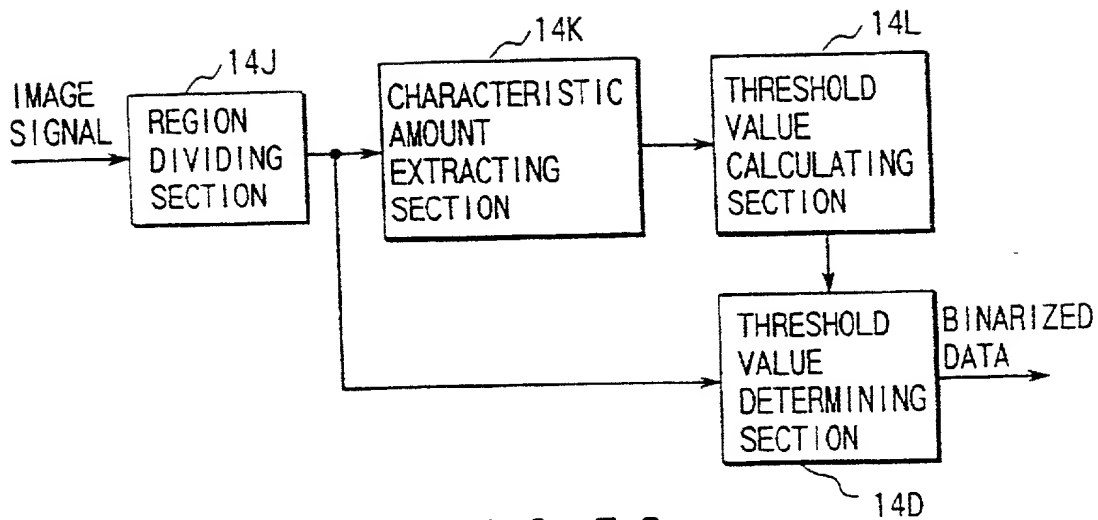 14J
14K
14L
IMAGE
SIGNAL
REGION
DIVIDING
SECTION
CHARACTERISTIC
AMOUNT
EXTRACTING
SECTION
THRESHOLD
VALUE
CALCULATING
SECTION
THRESHOLD
VALUE
DETERMINING
SECTION
BINARIZED
DATA
14D